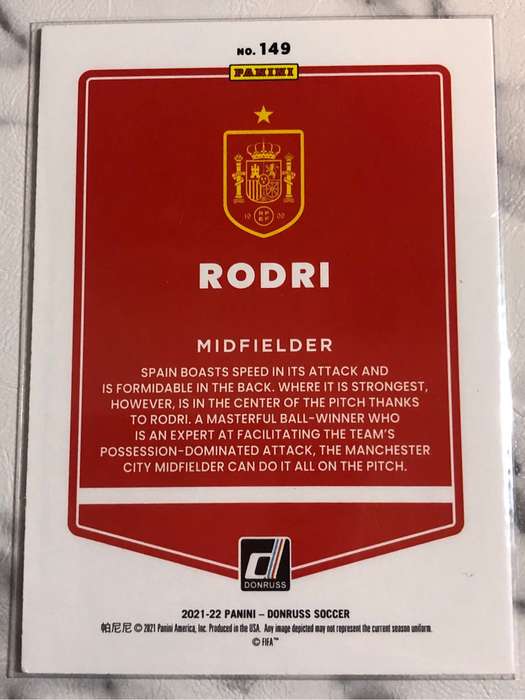 NO. 149
PANINI
RODRI
MIDFIELDER
SPAIN BOASTS SPEED IN ITS ATTACK AND
IS FORMIDABLE IN THE BACK. WHERE IT IS STRONGEST,
HOWEVER, IS IN THE CENTER OF THE PITCH THANKS
TO RODRI. A MASTERFUL BALL-WINNER WHO
IS AN EXPERT AT FACILITATING THE TEAM'S
POSSESSION-DOMINATED ATTACK, THE MANCHESTER
CITY MIDFIELDER CAN DO IT ALL ON THE PITCH.
DONRUSS
2021-22 PANINI – DONRUSS SOCCER
帕尼尼 © 2021 Panini America, Inc. Produced in the USA. Any image depicted may not represent the current season uniform.
© FIFA™